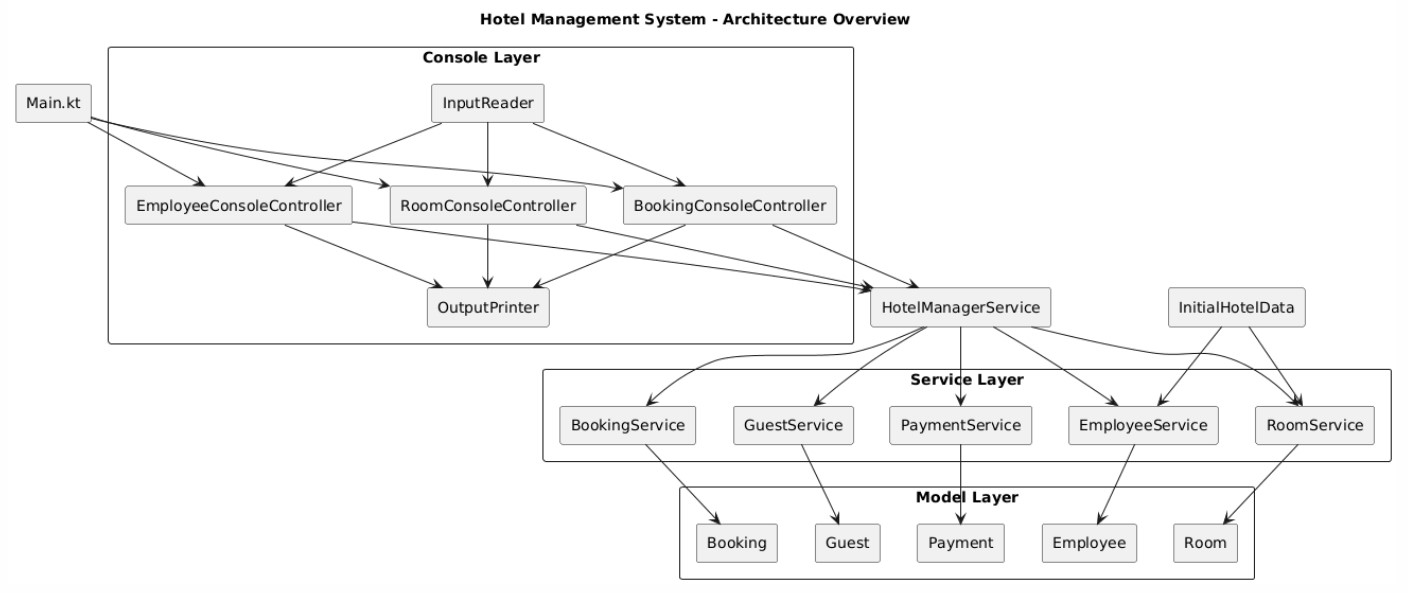 Hotel Management System - Architecture Overview
Console Layer
Main.kt
InputReader
EmployeeConsoleController
RoomConsoleController
BookingConsoleController
OutputPrinter
HotelManagerService
InitialHotelData
Service Layer
BookingService
GuestService
PaymentService
EmployeeService
RoomService
Model Layer
Booking
Guest
Payment
Employee
Room